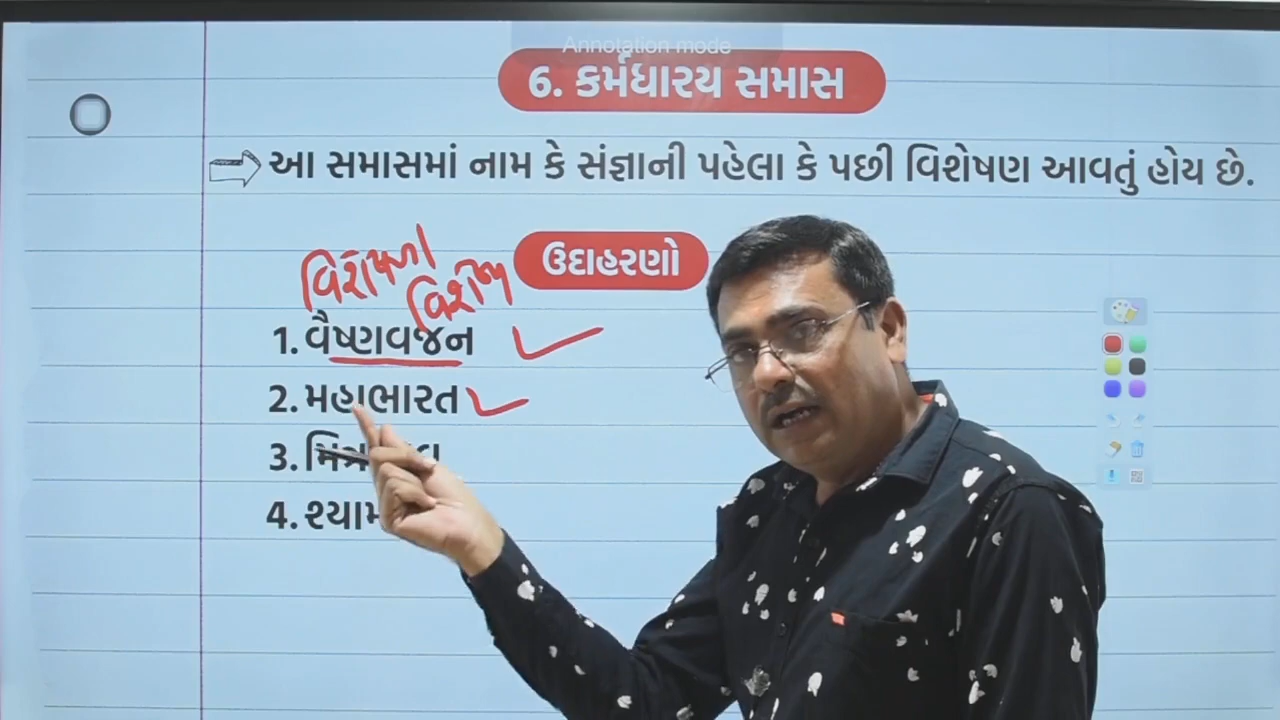 Annotation mode
6. કર્મધારય સમાસ
આ સમાસમાં નામ કે સંજ્ઞાની પહેલા કે પછી વિશેષણ આવતું હોય છે.
ઉદાહરણો
વિશેષણ
વિશેષ્ય
1. વૈષ્ણવજન
2. મહાભારત
3.
4.